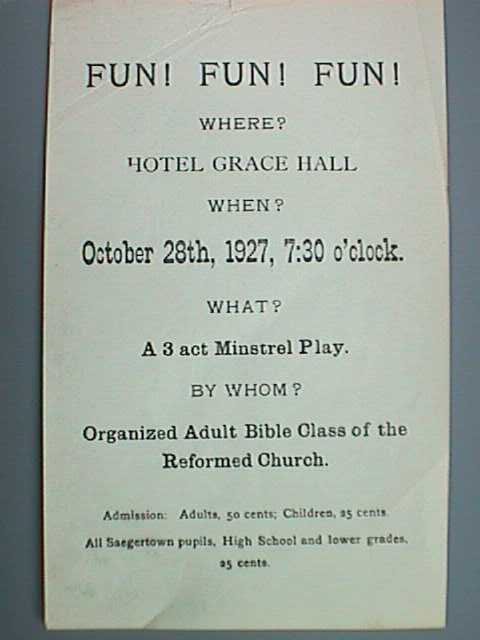 FUN! FUN! FUN!
WHERE?
HOTEL GRACE HALL
WHEN?
October 28th, 1927, 7:30 o'clock.
WHAT?
A 3 act Minstrel Play.
BY WHOM?
Organized Adult Bible Class of the
Reformed Church.
Admission: Adults, 50 cents; Children, 25 cents.
All Saegertown pupils, High School and lower grades,
25 cents.